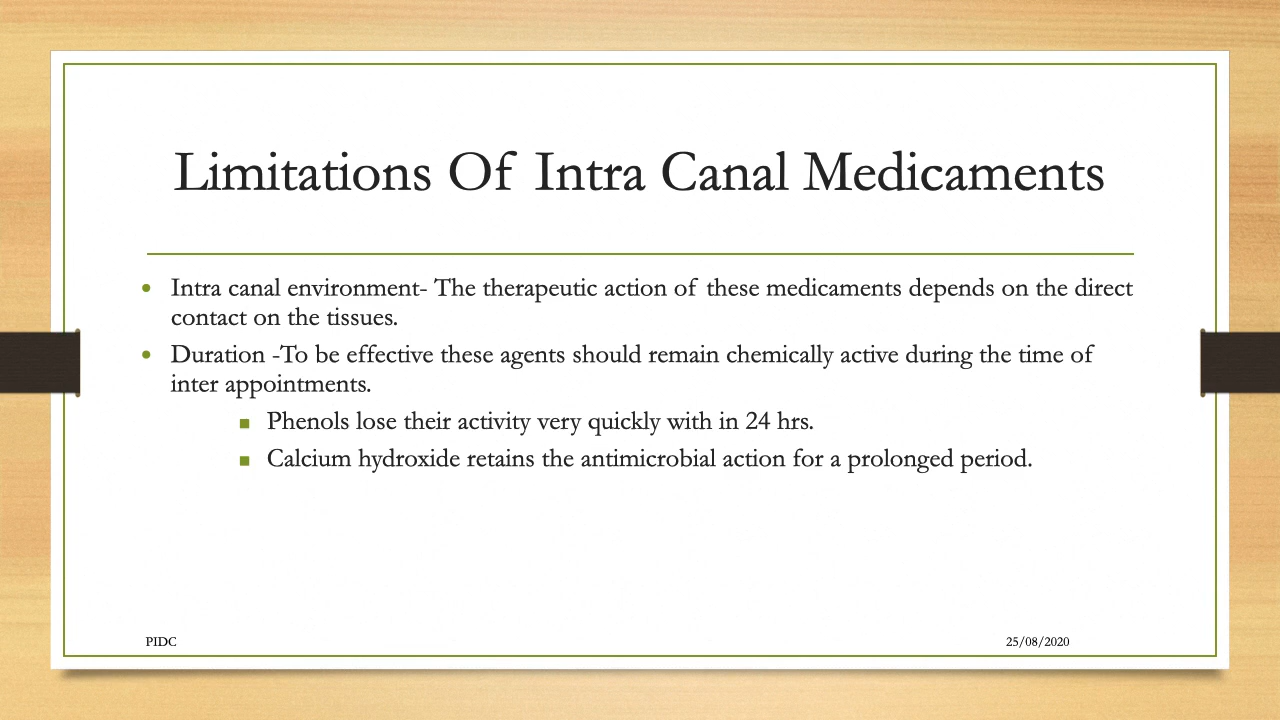 Limitations Of Intra Canal Medicaments
• Intra canal environment- The therapeutic action of these medicaments depends on the direct
contact on the tissues.
• Duration -To be effective these agents should remain chemically active during the time of
inter appointments.
▪ Phenols lose their activity very quickly with in 24 hrs.
▪ Calcium hydroxide retains the antimicrobial action for a prolonged period.
PIDC
25/08/2020